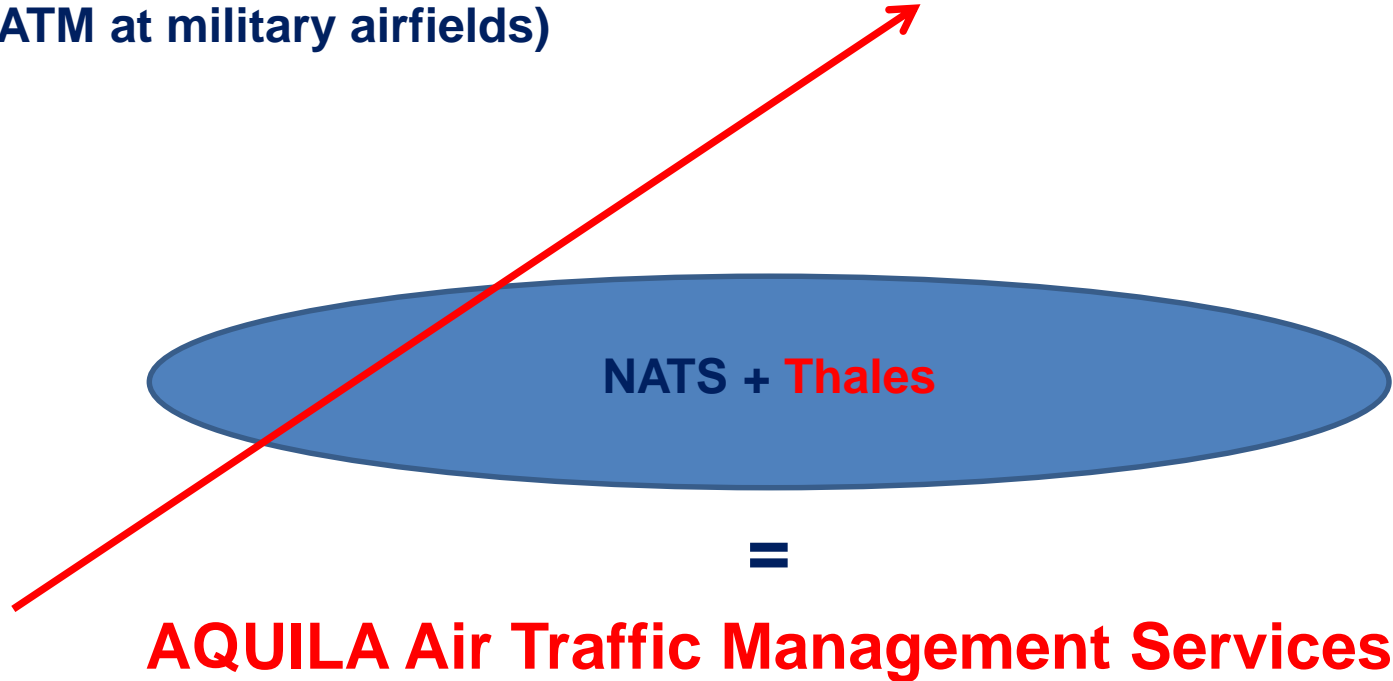 ATM at military airfields)
NATS + Thales
=
AQUILA Air Traffic Management Services